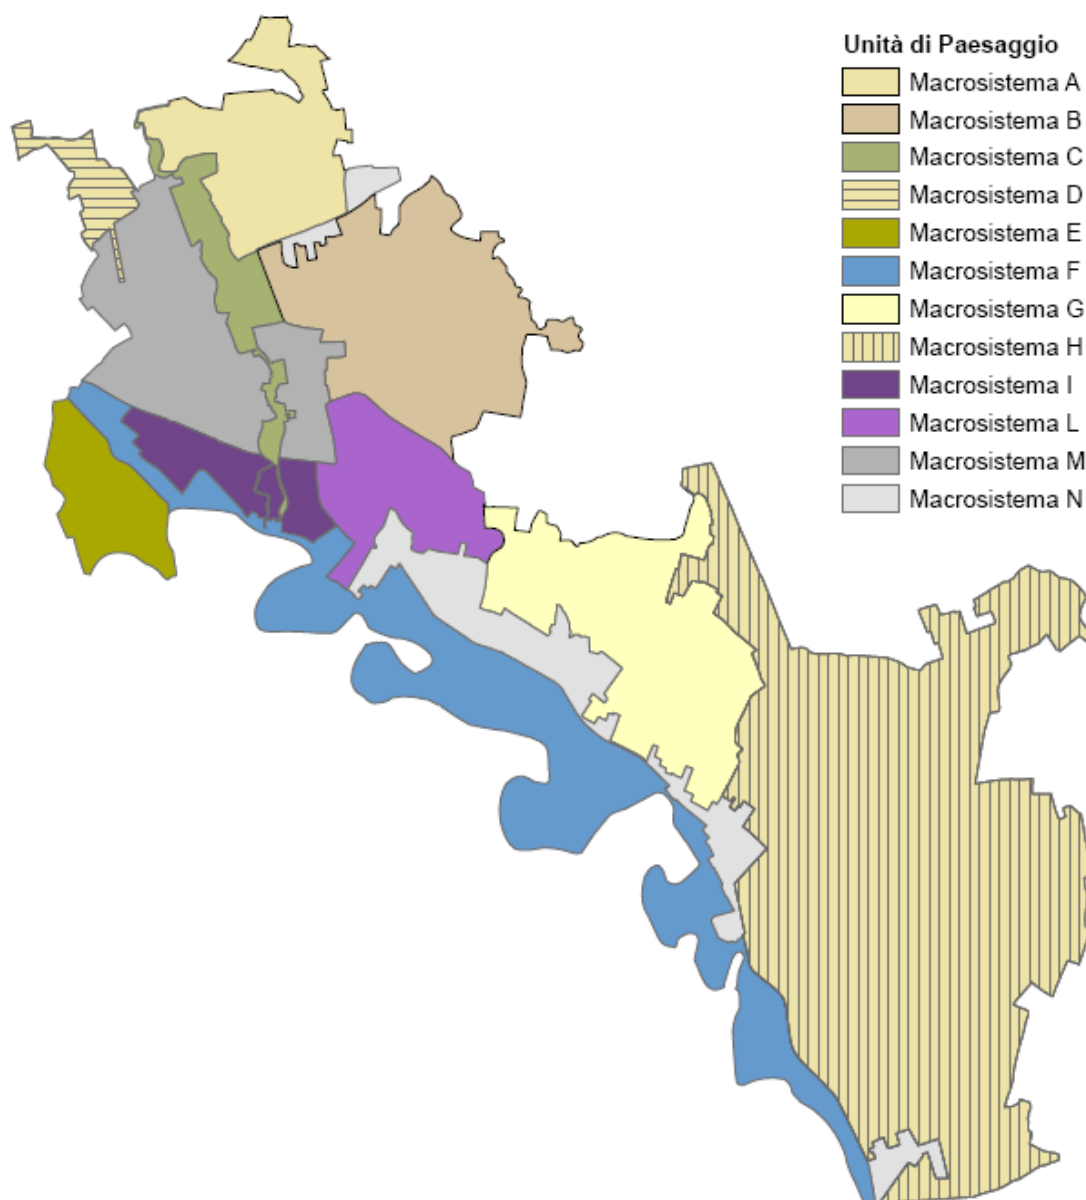 Unità di Paesaggio
Macrosistema A
Macrosistema B
Macrosistema C
Macrosistema D
Macrosistema E
Macrosistema F
Macrosistema G
Macrosistema H
Macrosistema I
Macrosistema L
Macrosistema M
Macrosistema N